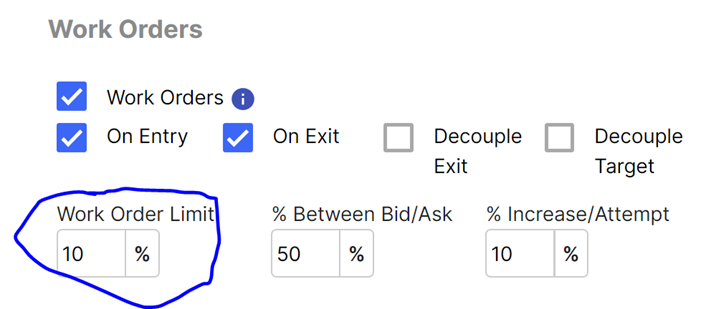 Work Orders
Work Orders i
On Entry On Exit Decouple Exit Decouple Target
Work Order Limit % Between Bid/Ask % Increase/Attempt
10 % 50 % 10 %